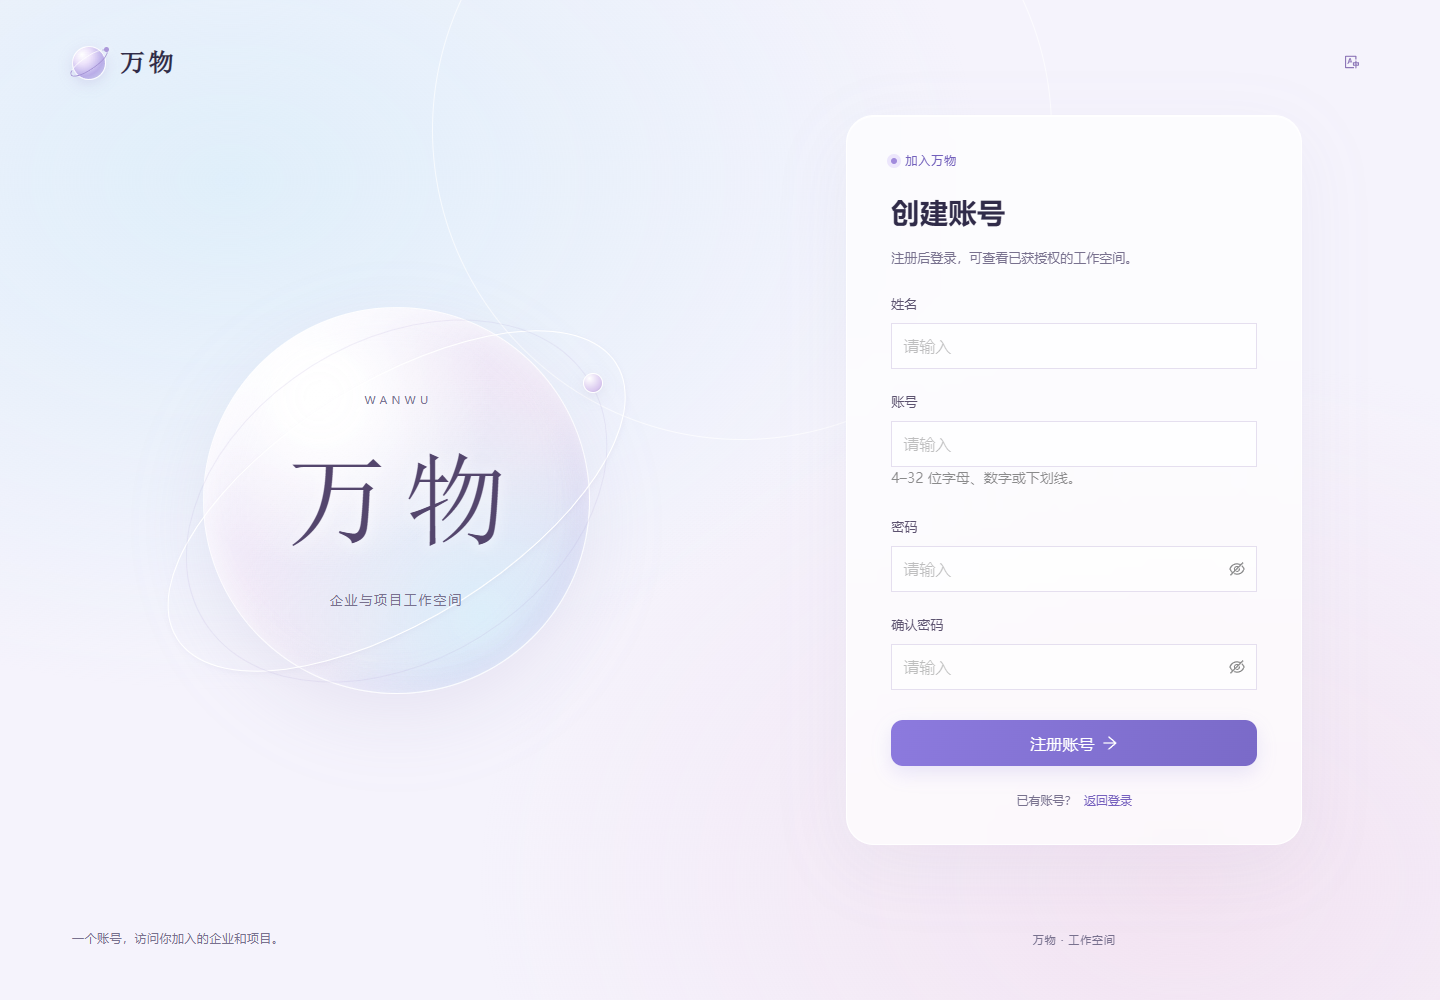 万物
WANWU
万物
企业与项目工作空间
一个账号，访问你加入的企业和项目。
加入万物
创建账号
注册后登录，可查看已获授权的工作空间。
姓名
请输入
账号
请输入
4–32 位字母、数字或下划线。
密码
请输入
确认密码
请输入
注册账号 →
已有账号？ 返回登录
万物 · 工作空间